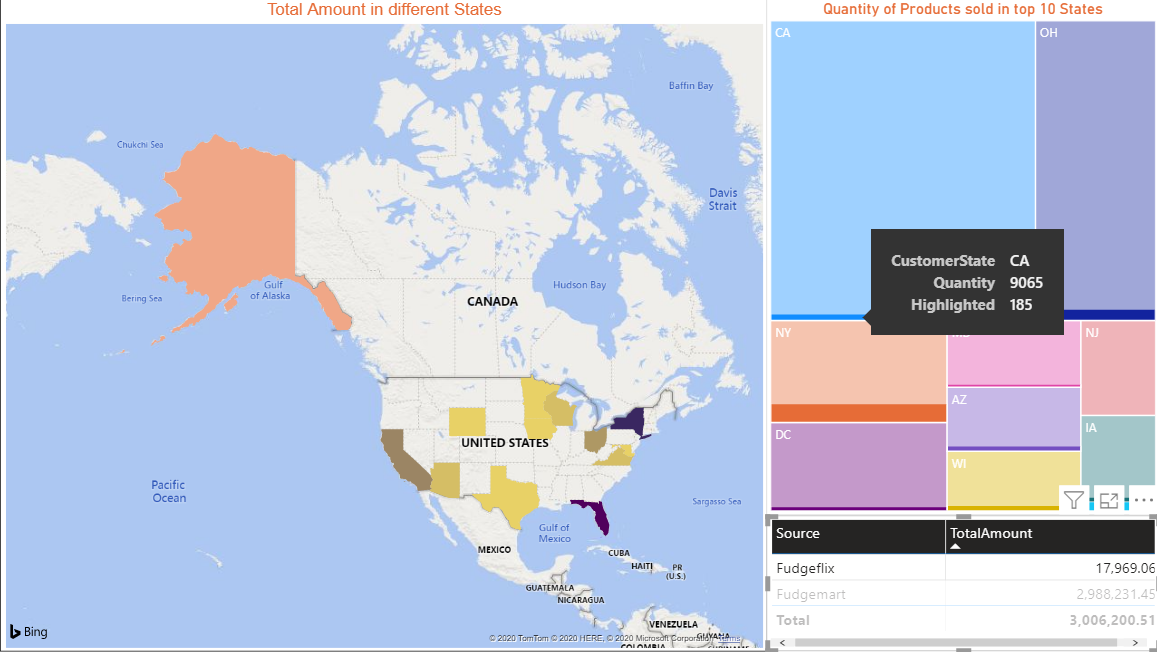 Total Amount in different States
Baffin Bay
Chukchi Sea
Davis
Strait
Gulf
of Alaska
Bering Sea
Hudson Bay
CANADA
UNITED STATES
Pacific
Ocean
Sargasso Sea
Gulf of
Mexico
MEXICO
CUBA
HAITI
PR
(U.S.)
GUATEMALA
NICARAGUA
VENEZUELA
GUYANA
COLOMBIA
Bing
© 2020 TomTom © 2020 HERE, © 2020 Microsoft Corporation Terms
Quantity of Products sold in top 10 States
CA
OH
CustomerState CA
Quantity 9065
Highlighted 185
NY
NJ
AZ
DC
IA
WI
Source TotalAmount
Fudgeflix 17,969.06
Fudgemart 2,988,231.45
Total 3,006,200.51